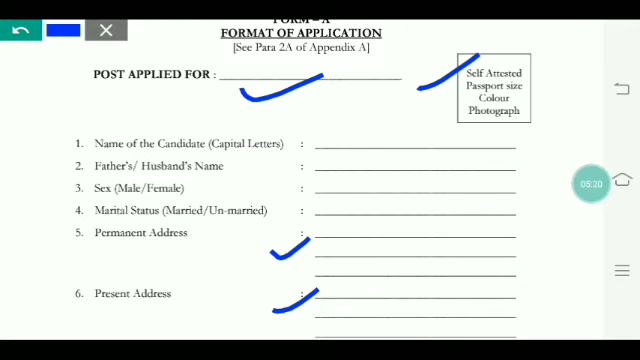 FORM – A
FORMAT OF APPLICATION
[See Para 2A of Appendix A]
POST APPLIED FOR : ______________________________
Self Attested
Passport size
Colour
Photograph
1. Name of the Candidate (Capital Letters) :
2. Father's/ Husband's Name :
3. Sex (Male/Female) :
4. Marital Status (Married/Un-married) :
5. Permanent Address :
6. Present Address :
05:20